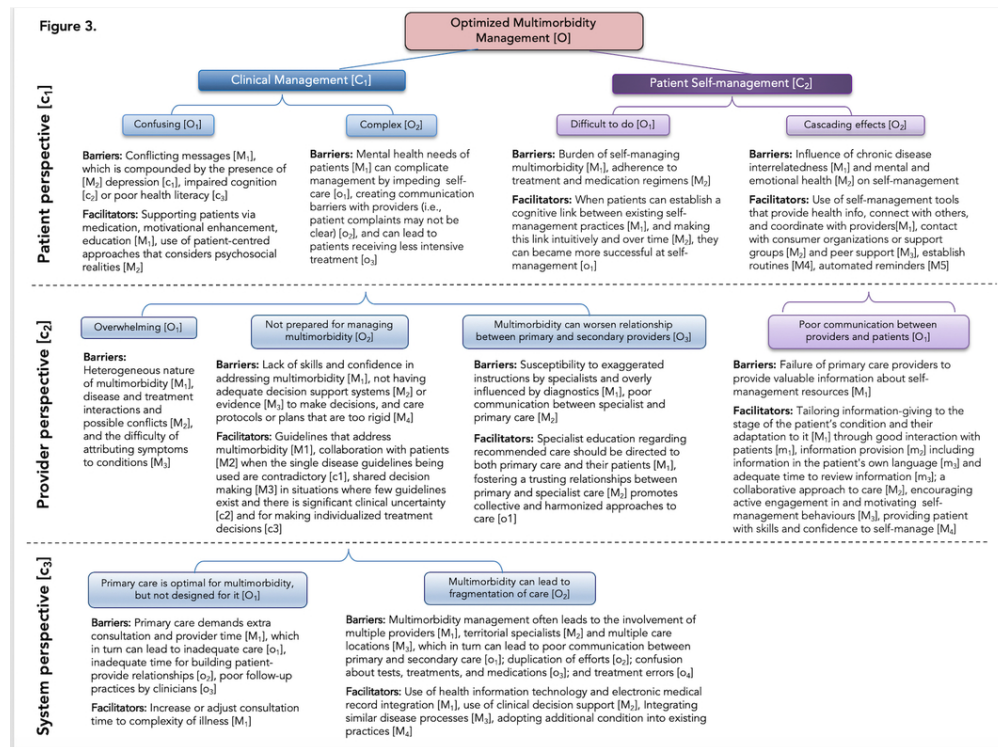 Figure 3.
Optimized Multimorbidity
Management [O]
Clinical Management [C₁]
Patient Self-management [C₂]
Patient perspective [c₁]
Confusing [O₁]
Complex [O₂]
Difficult to do [O₁]
Cascading effects [O₂]
Barriers: Conflicting messages [M₁],
which is compounded by the presence of
[M₂] depression [c₁], impaired cognition
[c₂] or poor health literacy [c₃]
Facilitators: Supporting patients via
medication, motivational enhancement,
education [M₁], use of patient-centred
approaches that considers psychosocial
realities [M₂]
Barriers: Mental health needs of
patients [M₁] can complicate
management by impeding self-
care [o₁], creating communication
barriers with providers (i.e.,
patient complaints may not be
clear) [o₂], and can lead to
patients receiving less intensive
treatment [o₃]
Barriers: Burden of self-managing
multimorbidity [M₁], adherence to
treatment and medication regimens [M₂]
Facilitators: When patients can establish a
cognitive link between existing self-
management practices [M₁], and making
this link intuitively and over time [M₂], they
can became more successful at self-
management [o₁]
Barriers: Influence of chronic disease
interrelatedness [M₁] and mental and
emotional health [M₂] on self-management
Facilitators: Use of self-management tools
that provide health info, connect with others,
and coordinate with providers[M₁], contact
with consumer organizations or support
groups [M₂] and peer support [M₃], establish
routines [M4], automated reminders [M5]
Provider perspective [c₂]
Overwhelming [O₁]
Not prepared for managing
multimorbidity [O₂]
Multimorbidity can worsen relationship
between primary and secondary providers [O₃]
Poor communication between
providers and patients [O₁]
Barriers:
Heterogeneous nature
of multimorbidity [M₁],
disease and treatment
interactions and
possible conflicts [M₂],
and the difficulty of
attributing symptoms
to conditions [M₃]
Barriers: Lack of skills and confidence in
addressing multimorbidity [M₁], not having
adequate decision support systems [M₂] or
evidence [M₃] to make decisions, and care
protocols or plans that are too rigid [M₄]
Facilitators: Guidelines that address
multimorbidity [M1], collaboration with patients
[M2] when the single disease guidelines being
used are contradictory [c1], shared decision
making [M3] in situations where few guidelines
exist and there is significant clinical uncertainty
[c2] and for making individualized treatment
decisions [c3]
Barriers: Susceptibility to exaggerated
instructions by specialists and overly
influenced by diagnostics [M₁], poor
communication between specialist and
primary care [M₂]
Facilitators: Specialist education regarding
recommended care should be directed to
both primary care and their patients [M₁],
fostering a trusting relationships between
primary and specialist care [M₂] promotes
collective and harmonized approaches to
care [o1]
Barriers: Failure of primary care providers to
provide valuable information about self-
management resources [M₁]
Facilitators: Tailoring information-giving to the
stage of the patient's condition and their
adaptation to it [M₁] through good interaction with
patients [m₁], information provision [m₂] including
information in the patient's own language [m₃] and
adequate time to review information [m₃]; a
collaborative approach to care [M₂], encouraging
active engagement in and motivating self-
management behaviours [M₃], providing patient
with skills and confidence to self-manage [M₄]
System perspective [c₃]
Primary care is optimal for multimorbidity,
but not designed for it [O₁]
Multimorbidity can lead to
fragmentation of care [O₂]
Barriers: Primary care demands extra
consultation and provider time [M₁], which
in turn can lead to inadequate care [o₁],
inadequate time for building patient-
provide relationships [o₂], poor follow-up
practices by clinicians [o₃]
Facilitators: Increase or adjust consultation
time to complexity of illness [M₁]
Barriers: Multimorbidity management often leads to the involvement of
multiple providers [M₁], territorial specialists [M₂] and multiple care
locations [M₃], which in turn can lead to poor communication between
primary and secondary care [o₁]; duplication of efforts [o₂]; confusion
about tests, treatments, and medications [o₃]; and treatment errors [o₄]
Facilitators: Use of health information technology and electronic medical
record integration [M₁], use of clinical decision support [M₂], Integrating
similar disease processes [M₃], adopting additional condition into existing
practices [M₄]